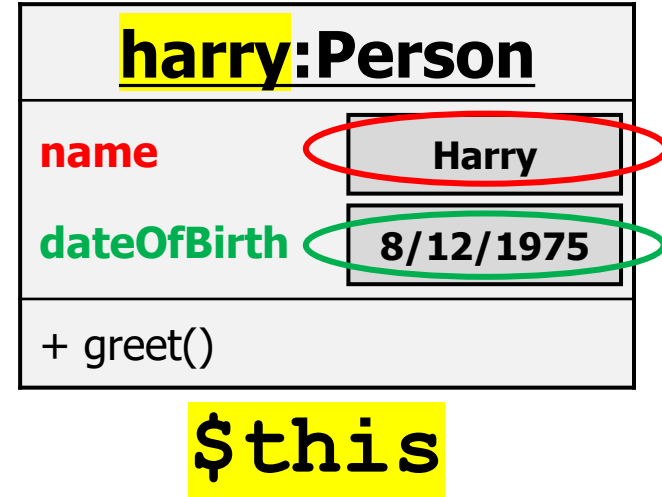 harry:Person
name Harry
dateOfBirth 8/12/1975
+ greet()
$this